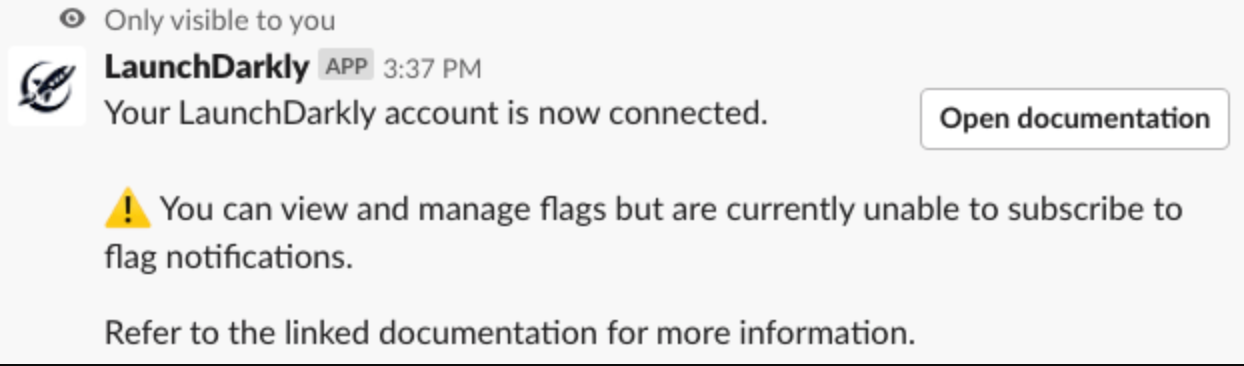 Only visible to you
LaunchDarkly APP 3:37 PM
Your LaunchDarkly account is now connected.
Open documentation
⚠️ You can view and manage flags but are currently unable to subscribe to
flag notifications.
Refer to the linked documentation for more information.